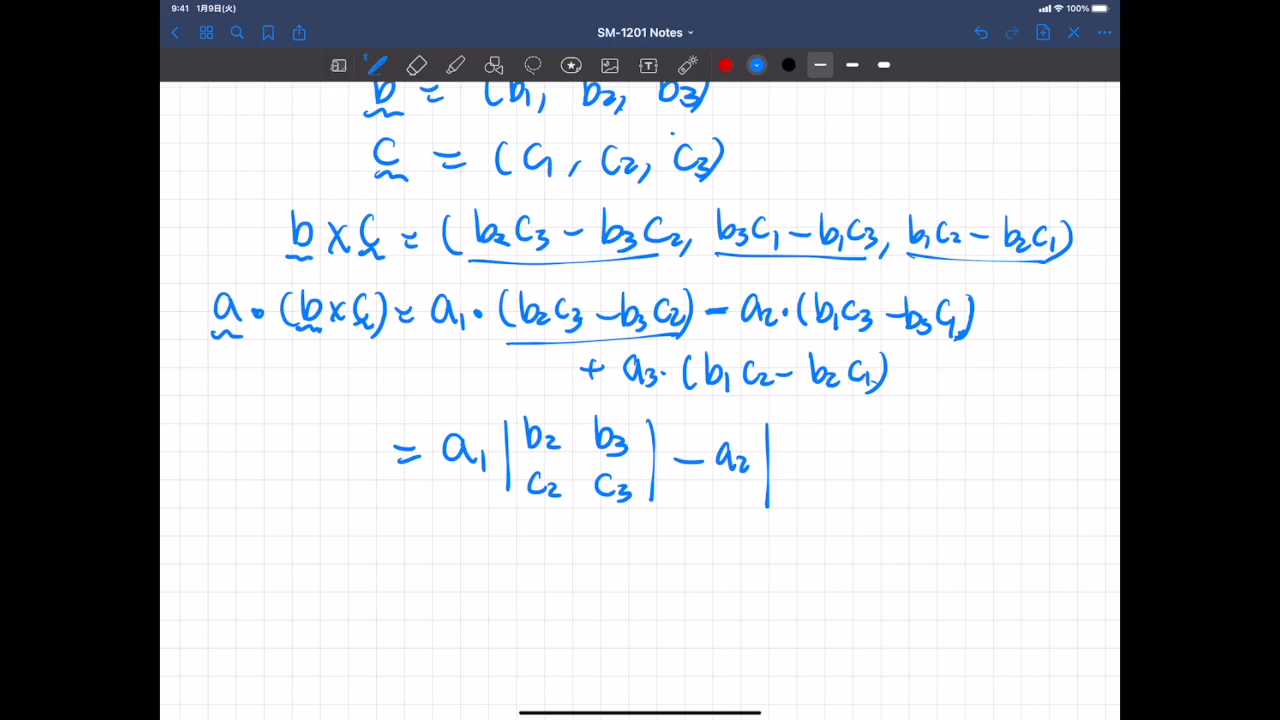 9:41 1月9日(火) 100%
SM-1201 Notes
b = (b1, b2, b3)
c = (c1, c2, c3)
b × c = (b2c3 - b3c2, b3c1 - b1c3, b1c2 - b2c1)
a · (b × c) = a1 · (b2c3 - b3c2) - a2 · (b1c3 - b3c1)
+ a3 · (b1c2 - b2c1)
= a1 | b2 b3 | - a2 |
c2 c3